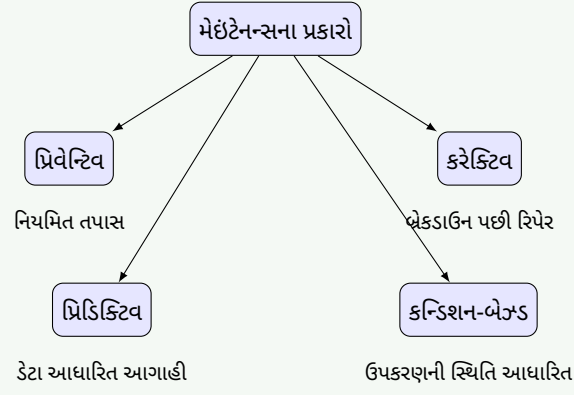 મેઇંટેનન્સના પ્રકારો
પ્રિવેન્ટિવ
કરેક્ટિવ
નિયમિત તપાસ
બ્રેકડાઉન પછી રિપેર
પ્રિડિક્ટિવ
કન્ડિશન-બેઝ્ડ
ડેટા આધારિત આગાહી
ઉપકરણની સ્થિતિ આધારિત